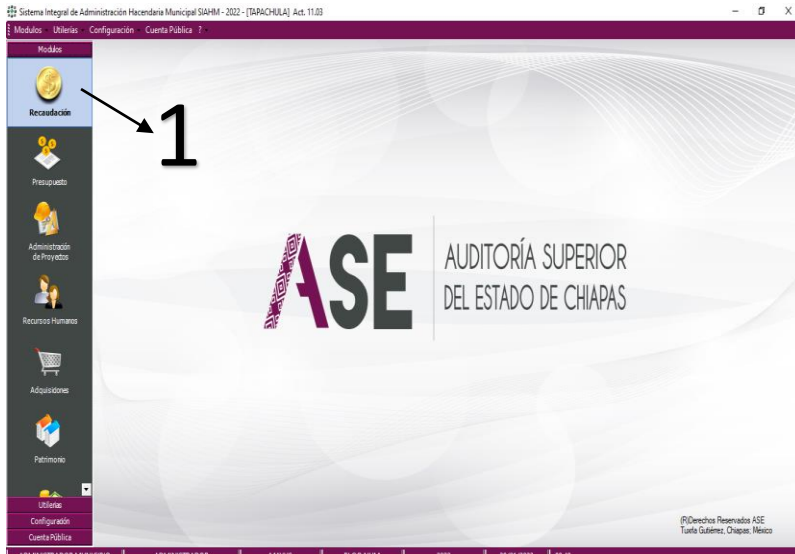 Sistema Integral de Administración Hacendaria Municipal SIAHM - 2022 - [TAPACHULA] Act. 11.03
Modulos Utilerías Configuración Cuenta Pública ?
Modulos
Recaudación
1
Presupuesto
Administración
de Proyectos
Recursos Humanos
Adquisiciones
Patrimonio
ASE
AUDITORÍA SUPERIOR
DEL ESTADO DE CHIAPAS
Utilerías
Configuración
Cuenta Pública
(R)Derechos Reservados ASE
Tuxtla Gutiérrez, Chiapas; México